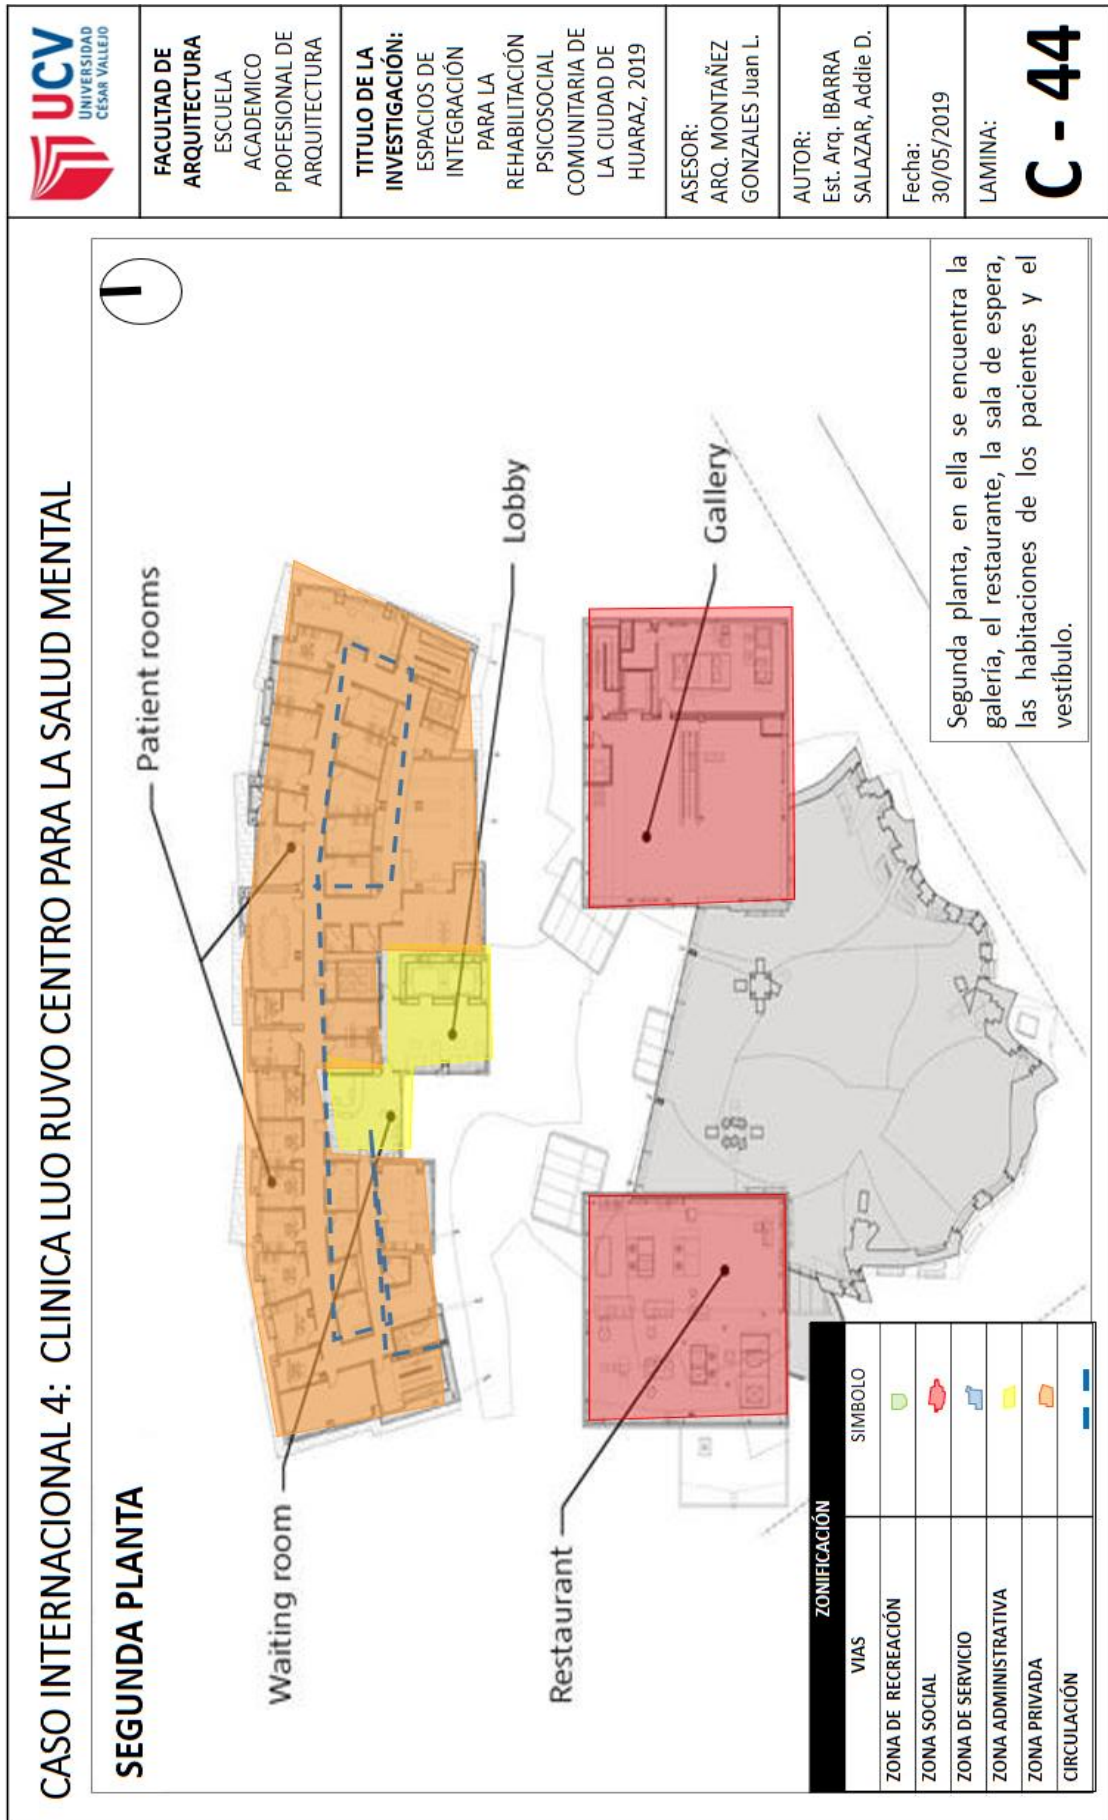 CASO INTERNACIONAL 4: CLINICA LUO RUVO CENTRO PARA LA SALUD MENTAL
SEGUNDA PLANTA
Patient rooms
Waiting room
Lobby
Restaurant
Gallery
ZONIFICACIÓN
VIAS SIMBOLO
ZONA DE RECREACIÓN
ZONA SOCIAL
ZONA DE SERVICIO
ZONA ADMINISTRATIVA
ZONA PRIVADA
CIRCULACIÓN
Segunda planta, en ella se encuentra la
galería, el restaurante, la sala de espera,
las habitaciones de los pacientes y el
vestíbulo.
UCV
UNIVERSIDAD
CÉSAR VALLEJO
FACULTAD DE
ARQUITECTURA
ESCUELA
ACADEMICO
PROFESIONAL DE
ARQUITECTURA
TITULO DE LA
INVESTIGACIÓN:
ESPACIOS DE
INTEGRACIÓN
PARA LA
REHABILITACIÓN
PSICOSOCIAL
COMUNITARIA DE
LA CIUDAD DE
HUARAZ, 2019
ASESOR:
ARQ. MONTAÑEZ
GONZALES Juan L.
AUTOR:
Est. Arq. IBARRA
SALAZAR, Addie D.
Fecha:
30/05/2019
LAMINA:
C - 44